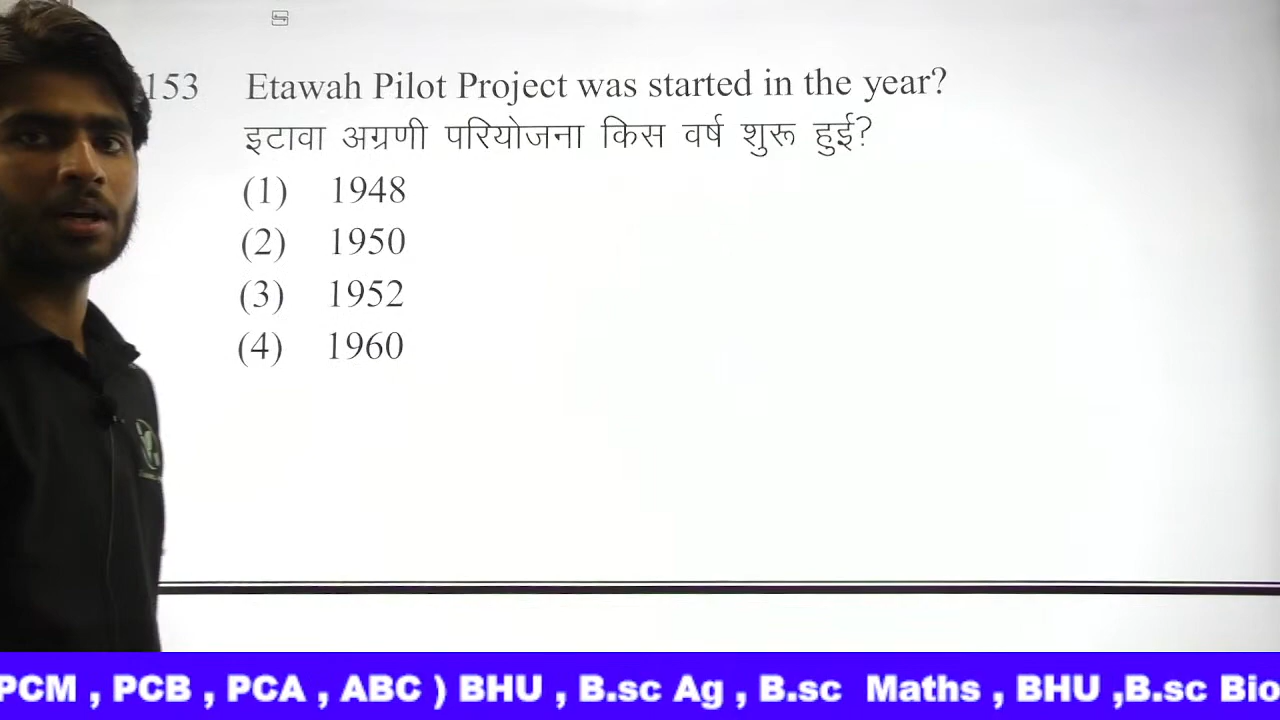 153 Etawah Pilot Project was started in the year?
इटावा अग्रणी परियोजना किस वर्ष शुरू हुई?
(1) 1948
(2) 1950
(3) 1952
(4) 1960
PCM , PCB , PCA , ABC ) BHU , B.sc Ag , B.sc Maths , BHU ,B.sc Bio